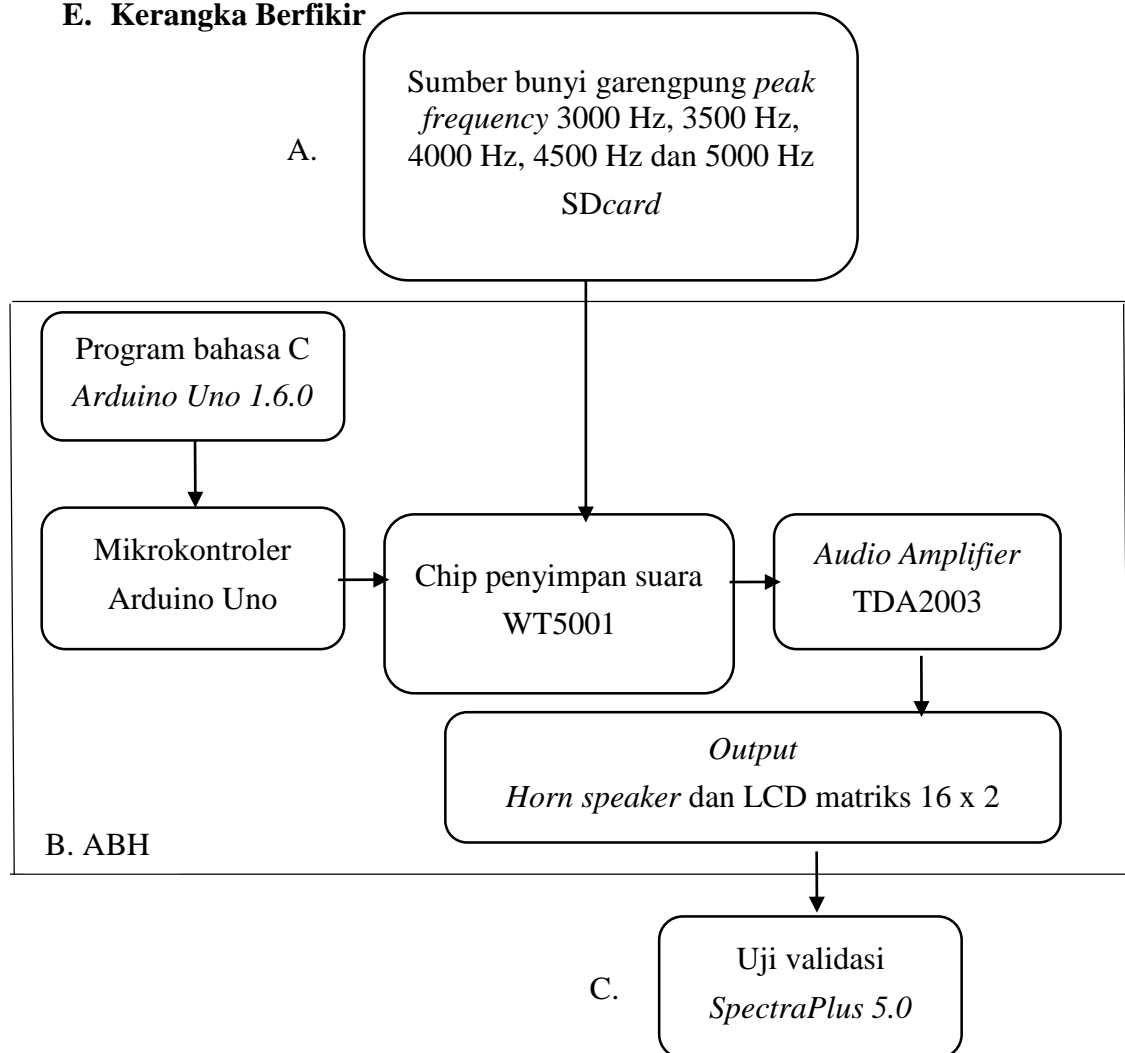 E. Kerangka Berfikir
Sumber bunyi garengpung peak
frequency 3000 Hz, 3500 Hz,
4000 Hz, 4500 Hz dan 5000 Hz
SDcard
A.
Program bahasa C
Arduino Uno 1.6.0
Mikrokontroler
Arduino Uno
Chip penyimpan suara
WT5001
Audio Amplifier
TDA2003
Output
Horn speaker dan LCD matriks 16 x 2
B. ABH
Uji validasi
SpectraPlus 5.0
C.